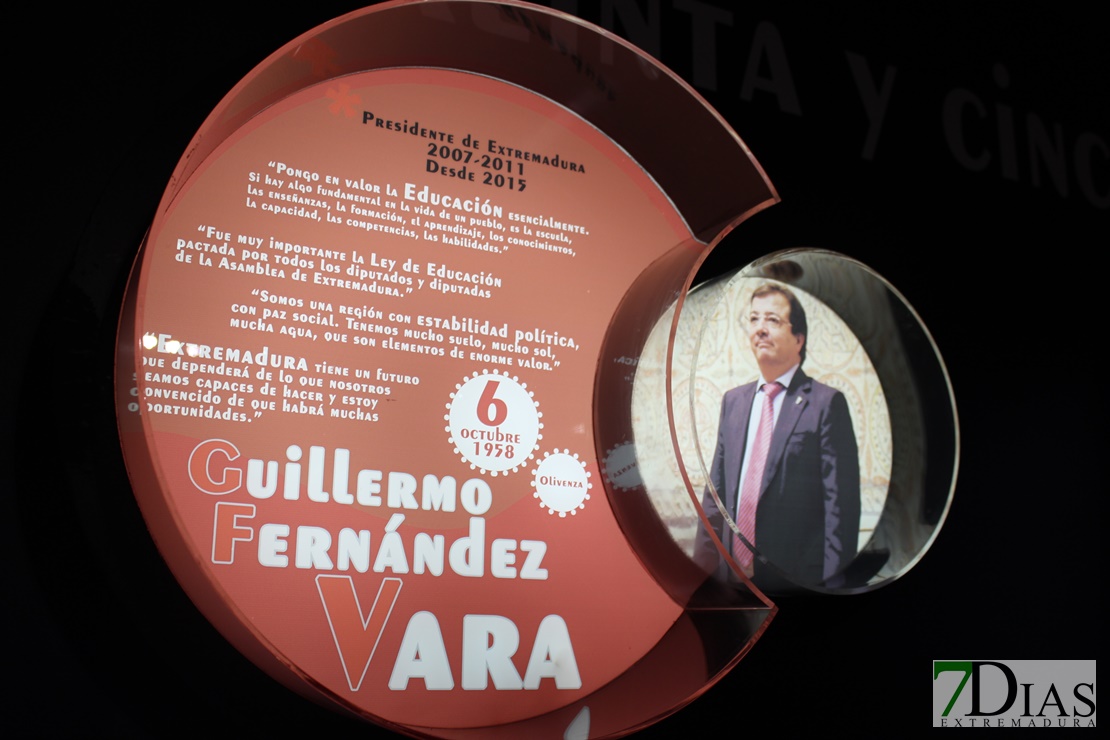 TREINTA Y CINCO
Presidente de Extremadura
2007-2011
Desde 2015
“Pongo en valor la Educación esencialmente.
Si hay algo fundamental en la vida de un pueblo, es la escuela,
las enseñanzas, la formación, el aprendizaje, los conocimientos,
la capacidad, las competencias, las habilidades.”
“Fue muy importante la Ley de Educación
pactada por todos los diputados y diputadas
de la Asamblea de Extremadura.”
“Somos una región con estabilidad política,
con paz social. Tenemos mucho suelo, mucho sol,
mucha agua, que son elementos de enorme valor.”
“Extremadura tiene un futuro
que dependerá de lo que nosotros
seamos capaces de hacer y estoy
convencido de que habrá muchas
oportunidades.”
6
octubre
1958
Olivenza
Guillermo
Fernández
Vara
7Dias
EXTREMADURA